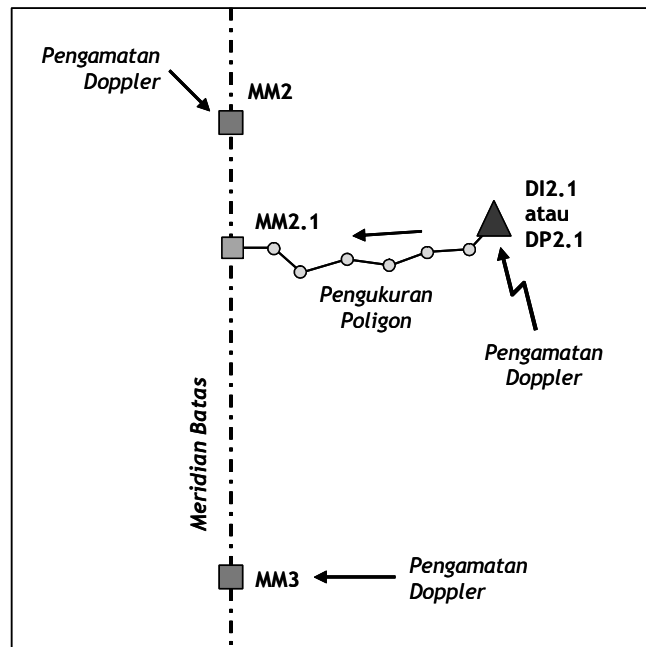 Pengamatan
Doppler
MM2
DI2.1
atau
DP2.1
MM2.1
Pengukuran
Poligon
Pengamatan
Doppler
Meridian Batas
MM3
Pengamatan
Doppler